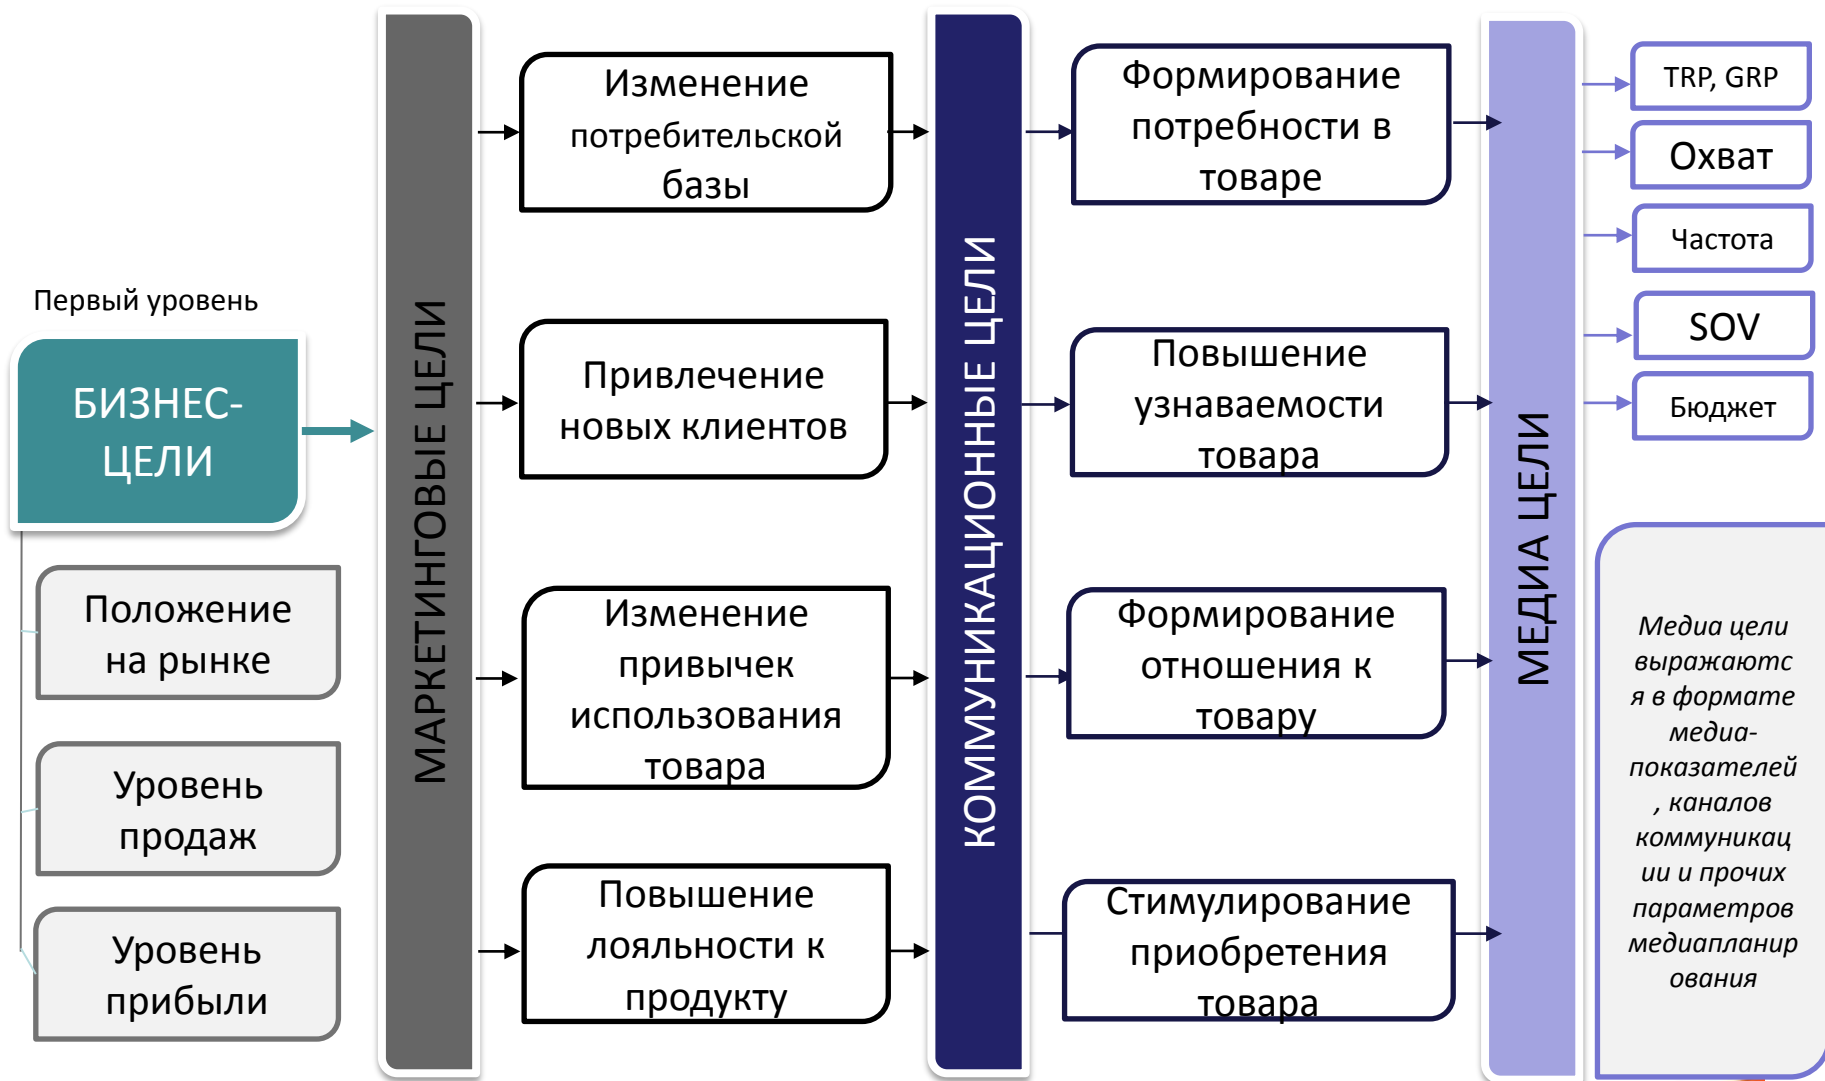 Первый уровень
БИЗНЕС-
ЦЕЛИ
Положение
на рынке
Уровень
продаж
Уровень
прибыли
МАРКЕТИНГОВЫЕ ЦЕЛИ
Изменение
потребительской
базы
Привлечение
новых клиентов
Изменение
привычек
использования
товара
Повышение
лояльности к
продукту
КОММУНИКАЦИОННЫЕ ЦЕЛИ
Формирование
потребности в
товаре
Повышение
узнаваемости
товара
Формирование
отношения к
товару
Стимулирование
приобретения
товара
МЕДИА ЦЕЛИ
TRP, GRP
Охват
Частота
SOV
Бюджет
Медиа цели
выражаютс
я в формате
медиа-
показателей
, каналов
коммуникац
ии и прочих
параметров
медиапланир
ования